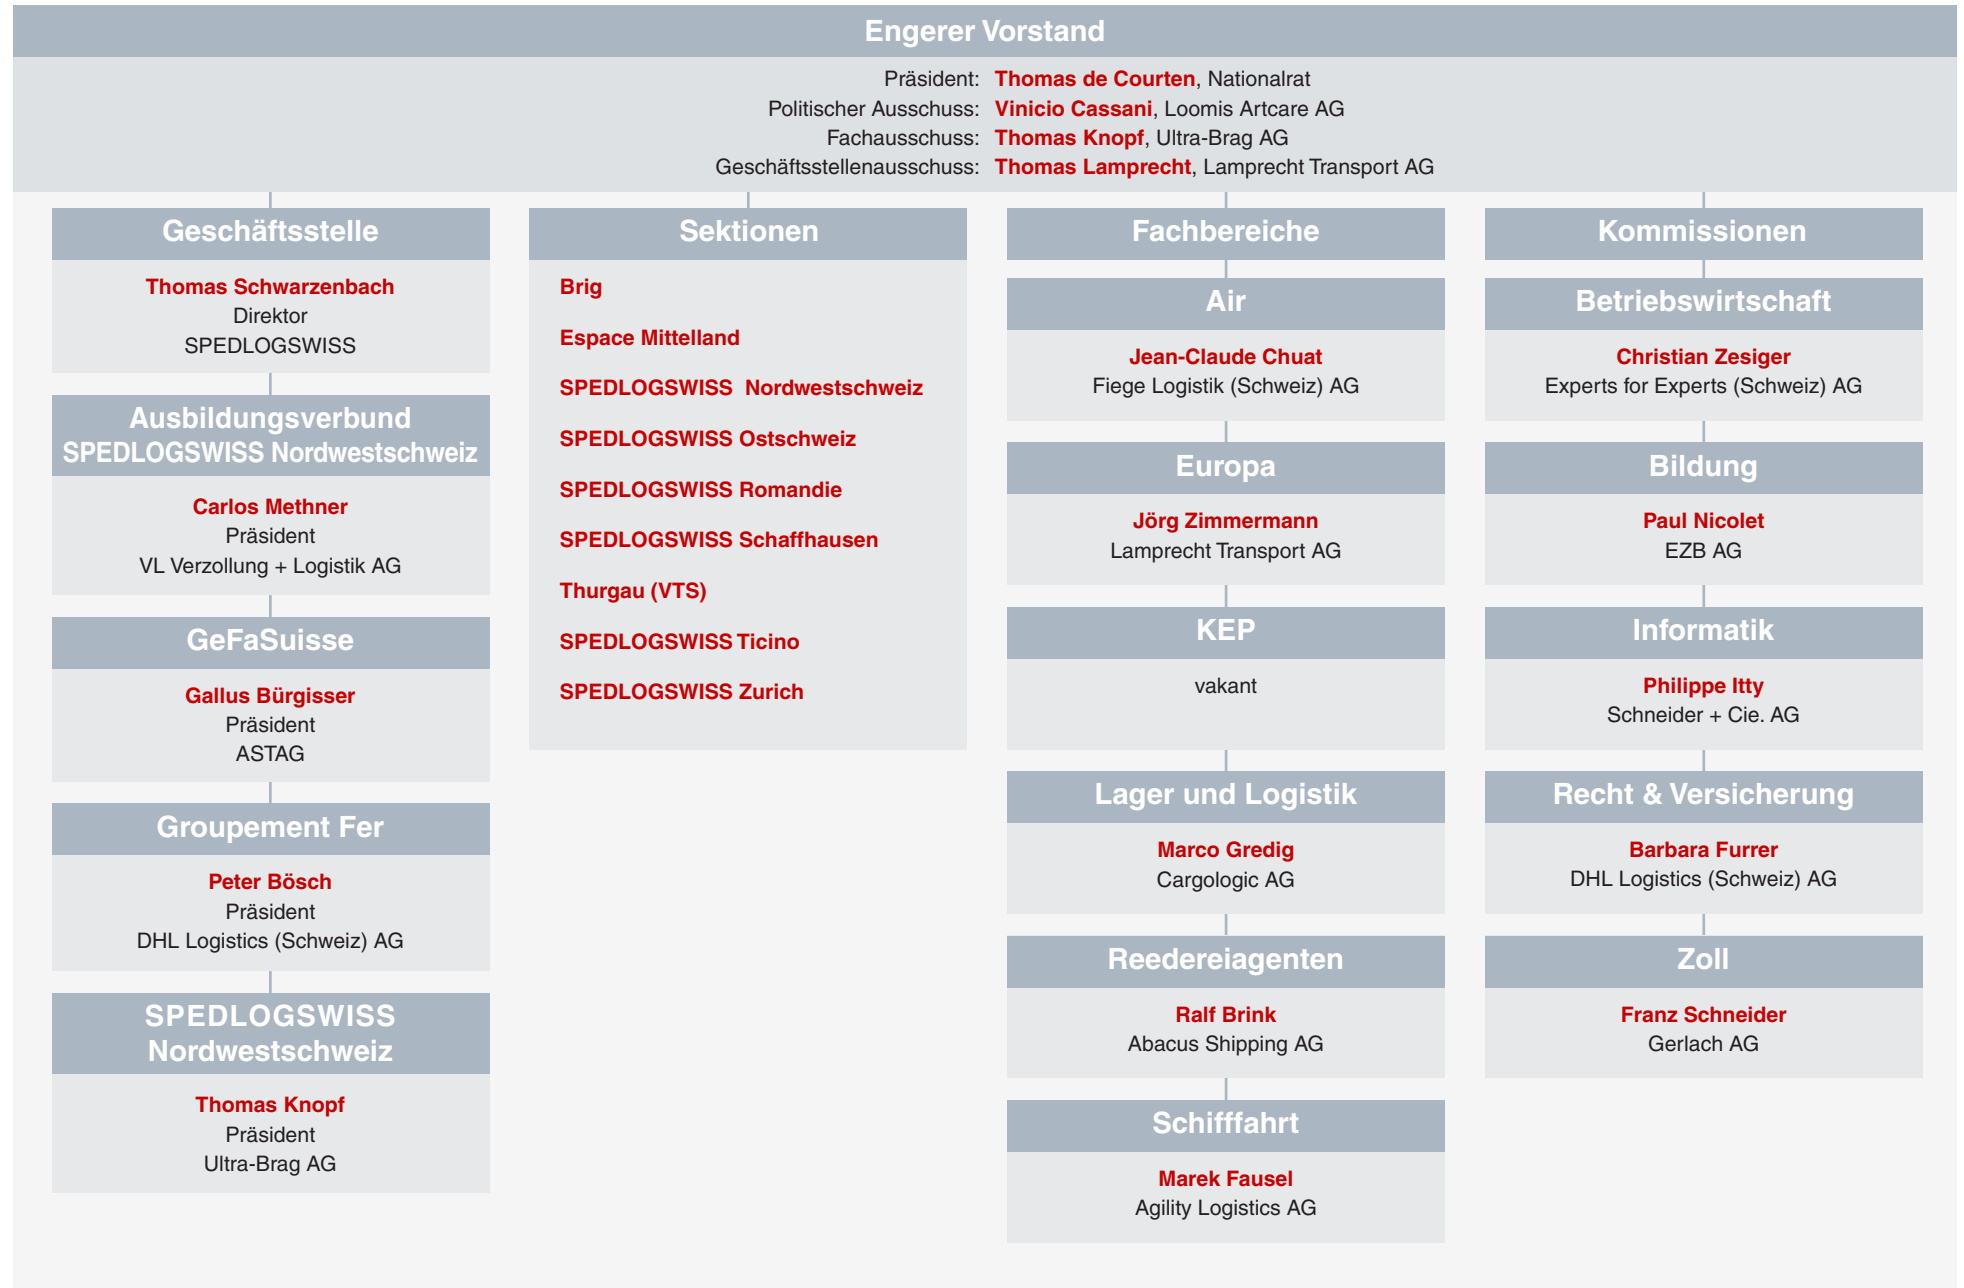 Engerer Vorstand
Präsident: Thomas de Courten, Nationalrat
Politischer Ausschuss: Vinicio Cassani, Loomis Artcare AG
Fachausschuss: Thomas Knopf, Ultra-Brag AG
Geschäftsstellenausschuss: Thomas Lamprecht, Lamprecht Transport AG
Geschäftsstelle
Thomas Schwarzenbach
Direktor
SPEDLOGSWISS
Ausbildungsverbund
SPEDLOGSWISS Nordwestschweiz
Carlos Methner
Präsident
VL Verzollung + Logistik AG
GeFaSuisse
Gallus Bürgisser
Präsident
ASTAG
Groupement Fer
Peter Bösch
Präsident
DHL Logistics (Schweiz) AG
SPEDLOGSWISS
Nordwestschweiz
Thomas Knopf
Präsident
Ultra-Brag AG
Sektionen
Brig
Espace Mittelland
SPEDLOGSWISS Nordwestschweiz
SPEDLOGSWISS Ostschweiz
SPEDLOGSWISS Romandie
SPEDLOGSWISS Schaffhausen
Thurgau (VTS)
SPEDLOGSWISS Ticino
SPEDLOGSWISS Zurich
Fachbereiche
Air
Jean-Claude Chuat
Fiege Logistik (Schweiz) AG
Europa
Jörg Zimmermann
Lamprecht Transport AG
KEP
vakant
Lager und Logistik
Marco Gredig
Cargologic AG
Reedereiagenten
Ralf Brink
Abacus Shipping AG
Schifffahrt
Marek Fausel
Agility Logistics AG
Kommissionen
Betriebswirtschaft
Christian Zesiger
Experts for Experts (Schweiz) AG
Bildung
Paul Nicolet
EZB AG
Informatik
Philippe Itty
Schneider + Cie. AG
Recht & Versicherung
Barbara Furrer
DHL Logistics (Schweiz) AG
Zoll
Franz Schneider
Gerlach AG